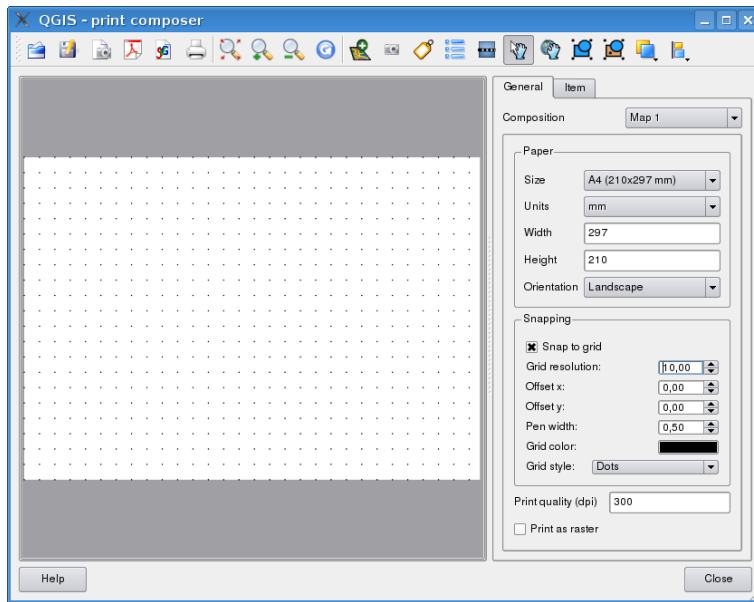 QGIS - print composer
General Item
Composition Map 1
Paper
Size A4 (210x297 mm)
Units mm
Width 297
Height 210
Orientation Landscape
Snapping
Snap to grid
Grid resolution: 10,00
Offset x: 0,00
Offset y: 0,00
Pen width: 0,50
Grid color:
Grid style: Dots
Print quality (dpi) 300
Print as raster
Help Close